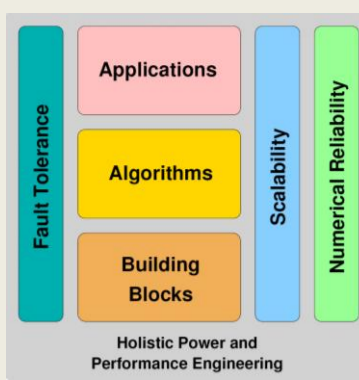 Fault Tolerance
Applications
Algorithms
Building
Blocks
Scalability
Numerical Reliability
Holistic Power and
Performance Engineering